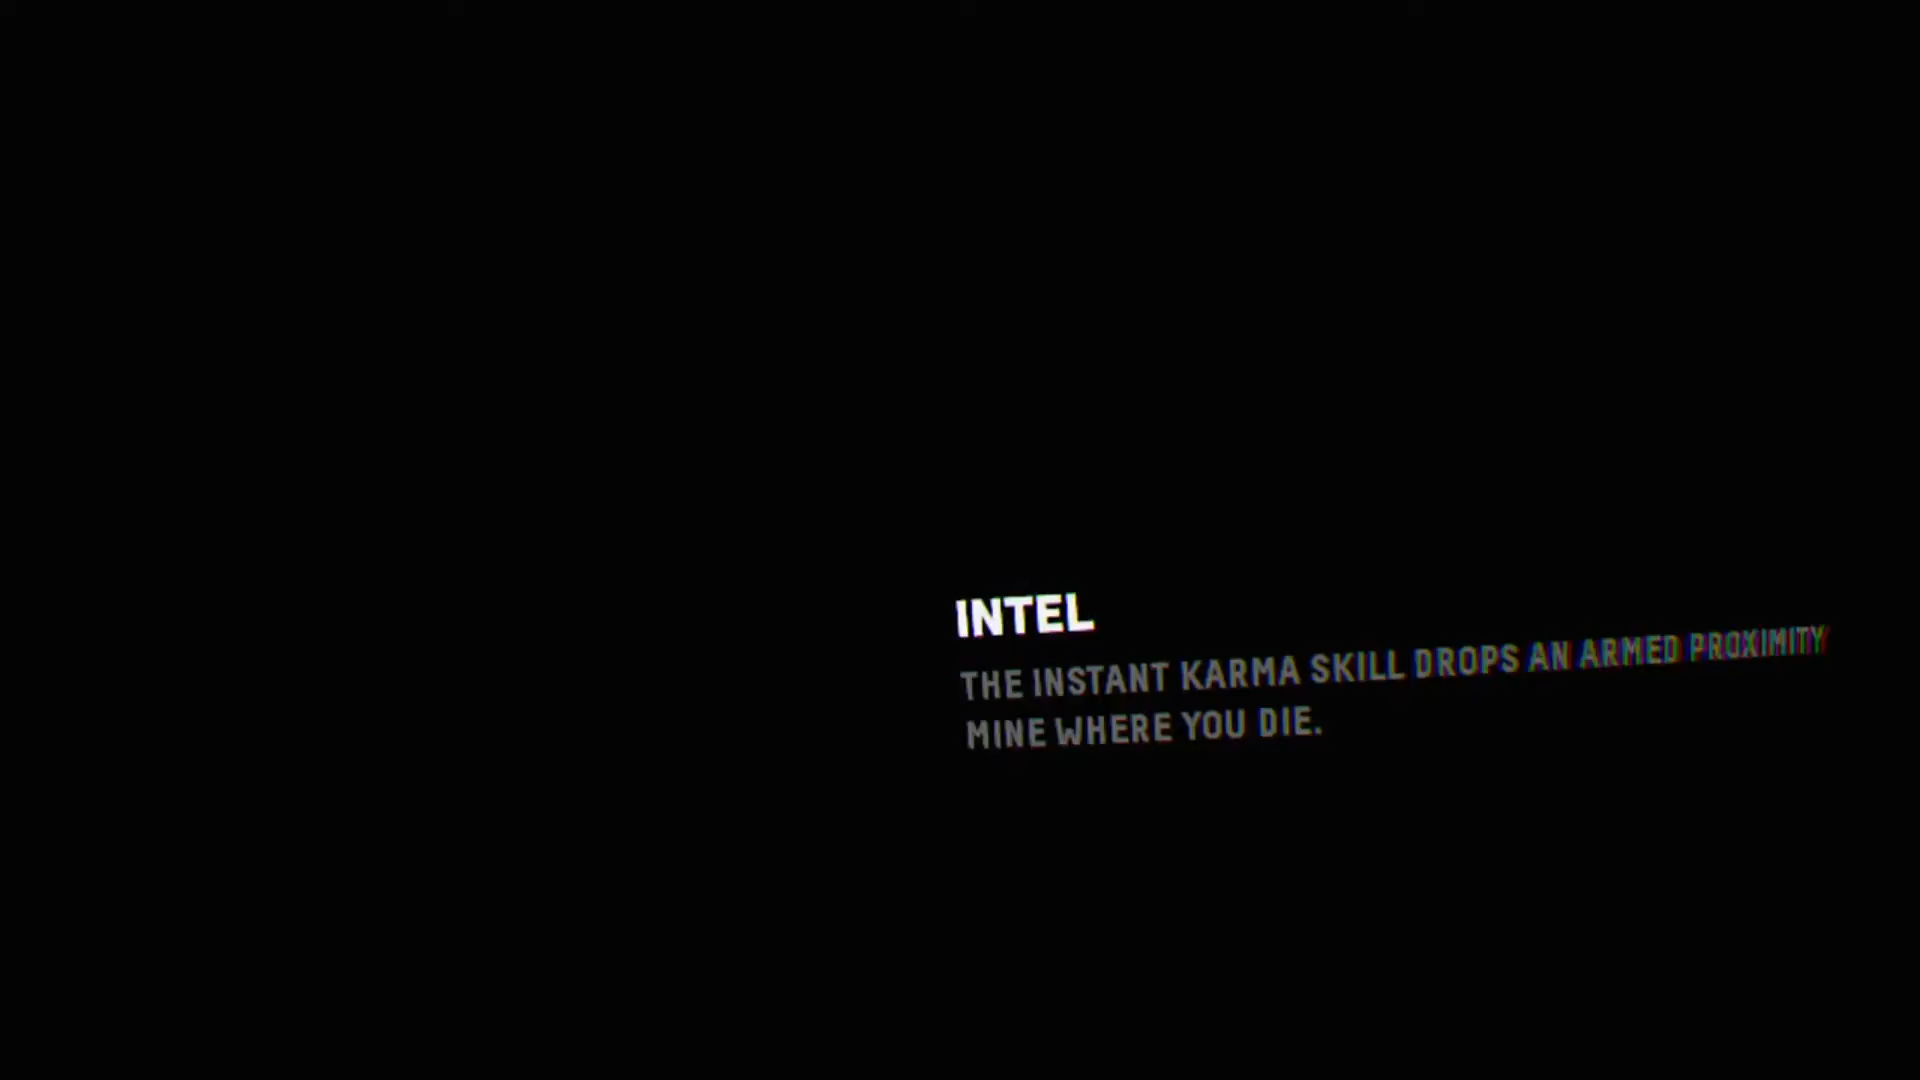 INTEL
THE INSTANT KARMA SKILL DROPS AN ARMED PROXIMITY
MINE WHERE YOU DIE.